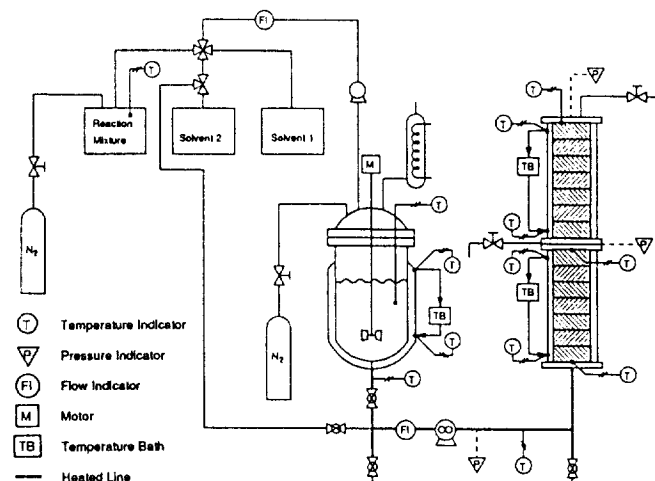 FI
T
P
T
Reaction
Mixture
Solvent 2
Solvent 1
M
TB
T
T
P
N2
T
T
T
TB
TB
T
N2
T
T
T
T
FI
P
T
T Temperature Indicator
P Pressure Indicator
FI Flow Indicator
M Motor
TB Temperature Bath
Heated Line